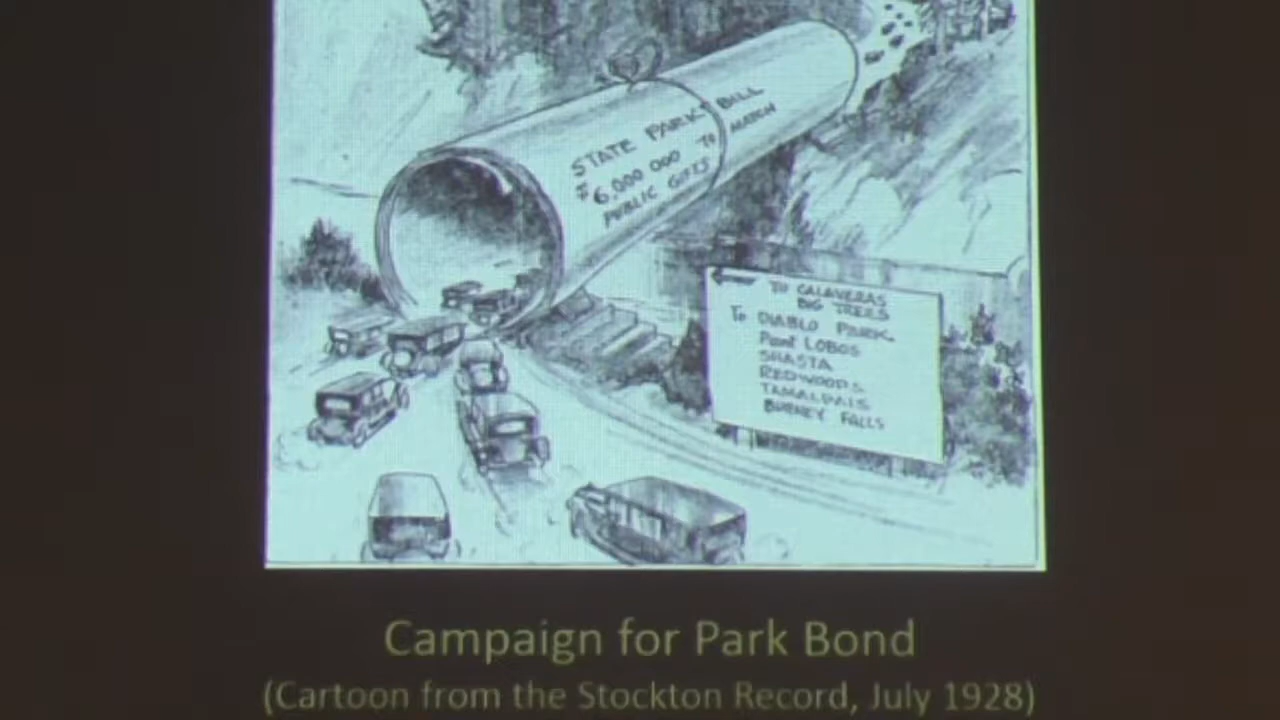 STATE PARKS BILL
$6,000 000 TO MATCH
PUBLIC GIFTS
TO CALAVERAS
BIG TREES
To DIABLO PARK.
Point LOBOS
SHASTA
REDWOODS
TAMALPAIS
BURNEY FALLS
Campaign for Park Bond
(Cartoon from the Stockton Record, July 1928)